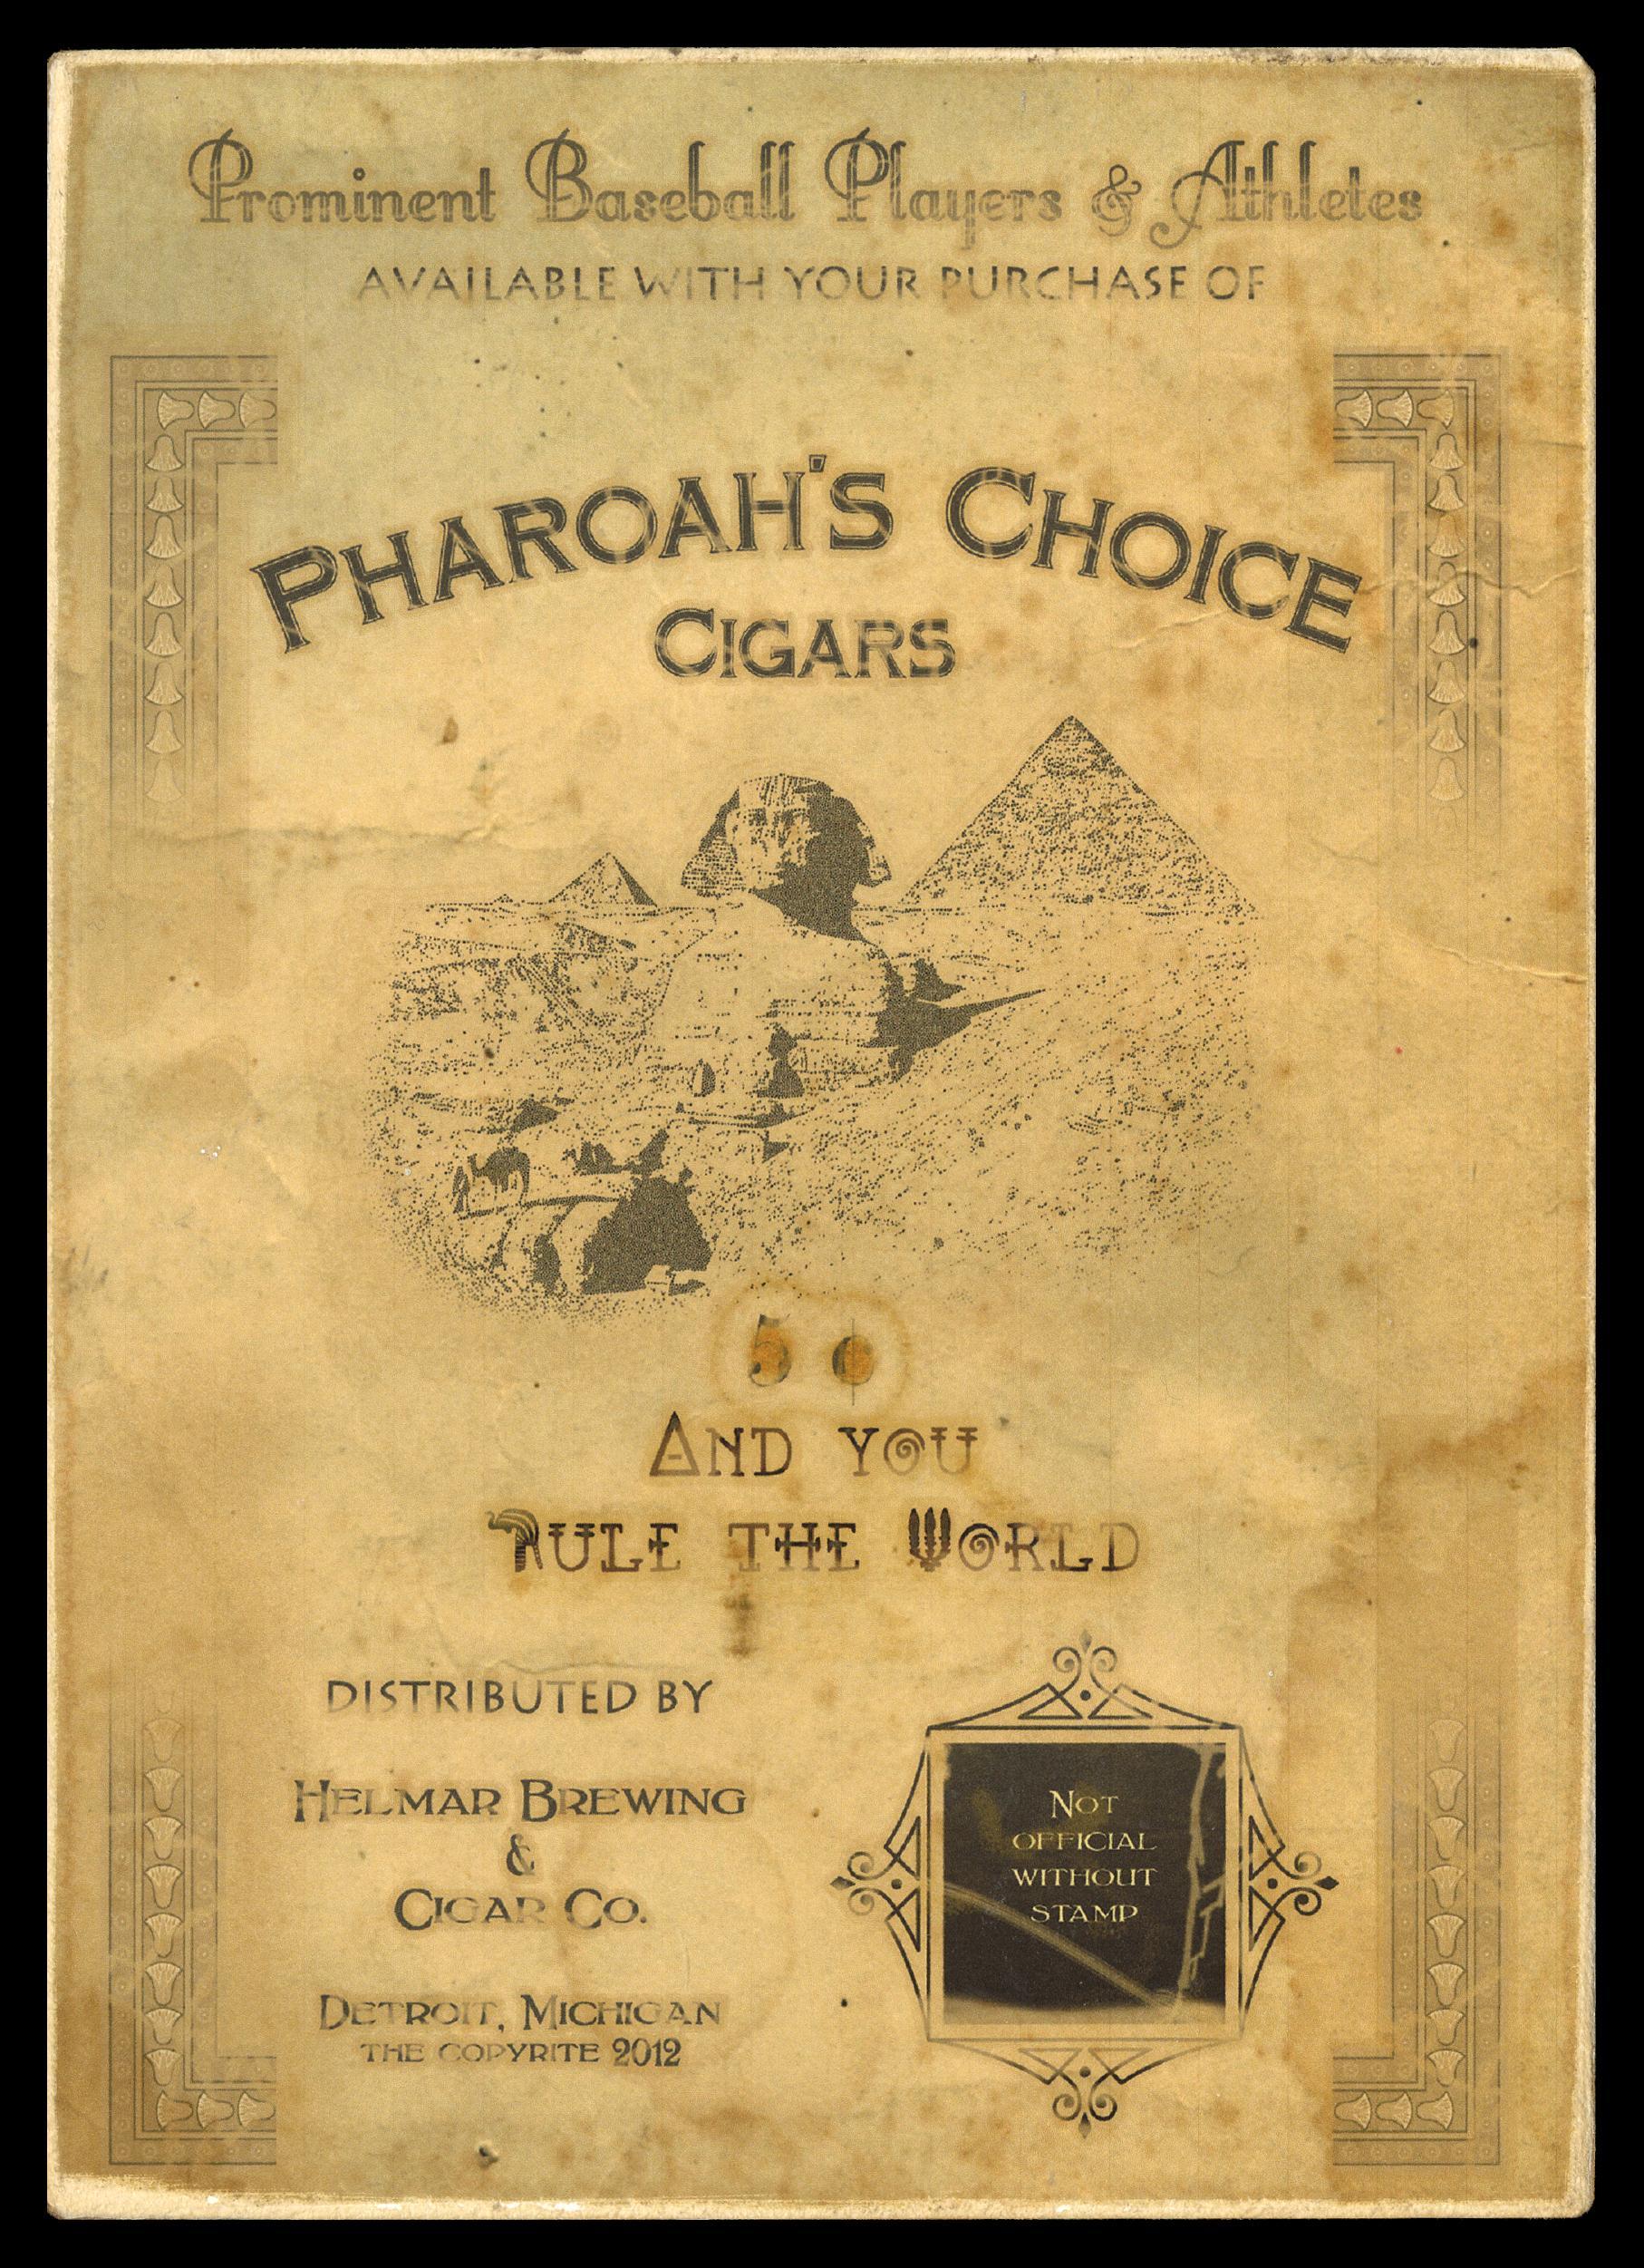 Prominent Baseball Players & Athletes
AVAILABLE WITH YOUR PURCHASE OF
PHAROAH'S CHOICE
CIGARS
5 ¢
AND YOU
RULE THE WORLD
DISTRIBUTED BY
HELMAR BREWING
&
CIGAR CO.
DETROIT, MICHIGAN
THE COPYRITE 2012
NOT
OFFICIAL
WITHOUT
STAMP